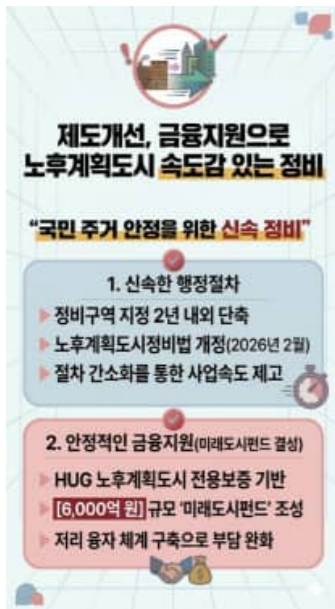 제도개선, 금융지원으로
노후계획도시 속도감 있는 정비
“국민 주거 안정을 위한 신속 정비”
1. 신속한 행정절차
정비구역 지정 2년 내외 단축
노후계획도시정비법 개정(2026년 2월)
절차 간소화를 통한 사업속도 제고
2. 안정적인 금융지원(미래도시펀드 결성)
HUG 노후계획도시 전용보증 기반
[6,000억 원] 규모 ‘미래도시펀드’ 조성
저리 융자 체계 구축으로 부담 완화